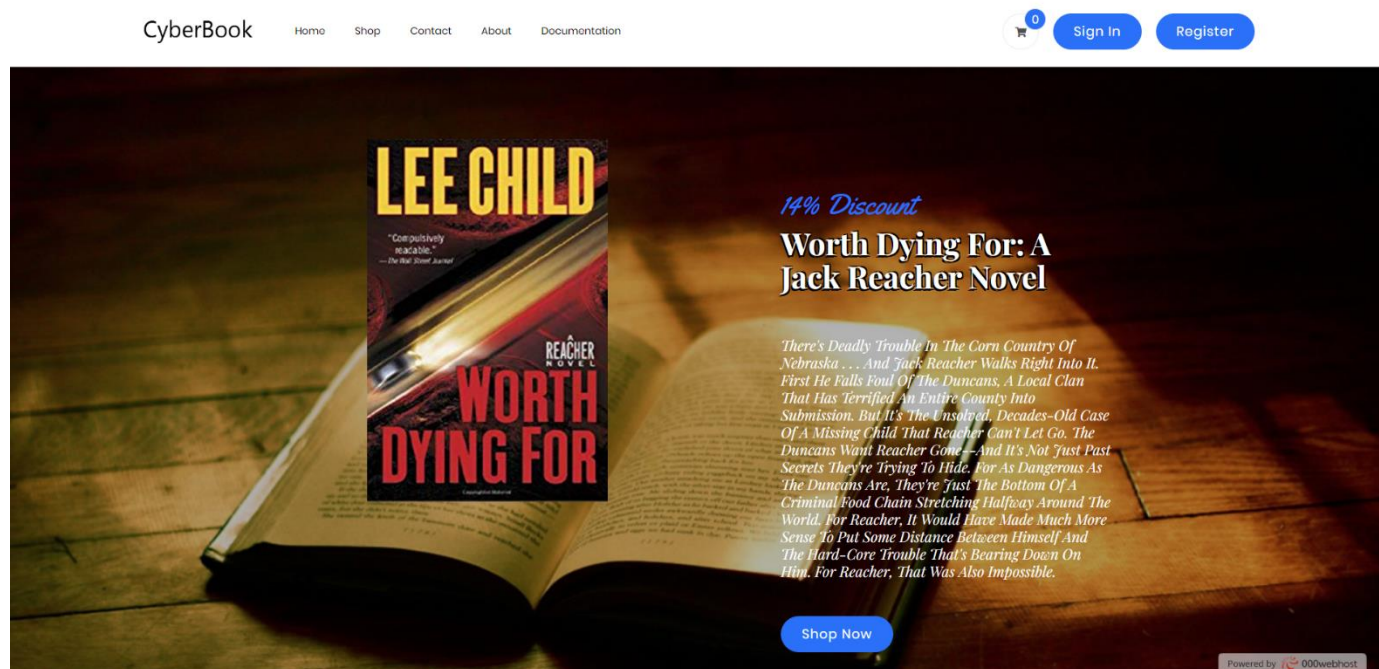 CyberBook
Home Shop Contact About Documentation
0
Sign In
Register
LEE CHILD
"Compulsively
readable."
—The Wall Street Journal
A
REACHER
NOVEL
WORTH
DYING FOR
14% Discount
Worth Dying For: A
Jack Reacher Novel
There's Deadly Trouble In The Corn Country Of
Nebraska . . . And Jack Reacher Walks Right Into It.
First He Falls Foul Of The Duncans, A Local Clan
That Has Terrified An Entire County Into
Submission. But It's The Unsolved, Decades-Old Case
Of A Missing Child That Reacher Can't Let Go. The
Duncans Want Reacher Gone--And It's Not Just Past
Secrets They're Trying To Hide. For As Dangerous As
The Duncans Are, They're Just The Bottom Of A
Criminal Food Chain Stretching Halfway Around The
World. For Reacher, It Would Have Made Much More
Sense To Put Some Distance Between Himself And
The Hard-Core Trouble That's Bearing Down On
Him. For Reacher, That Was Also Impossible.
Shop Now
Powered by 000webhost